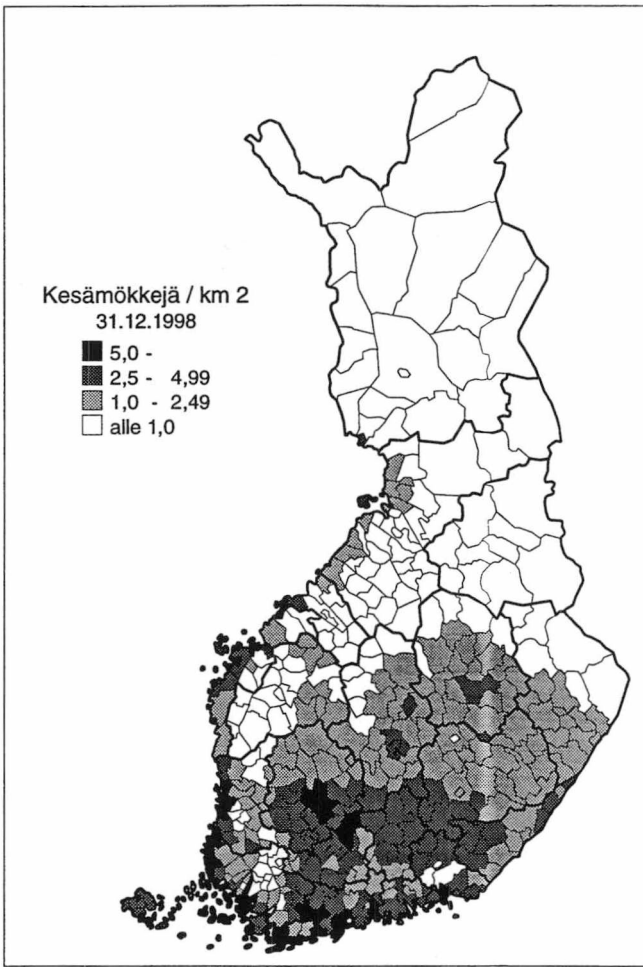 Kesämökkejä / km 2
31.12.1998
5,0 -
2,5 - 4,99
1,0 - 2,49
alle 1,0